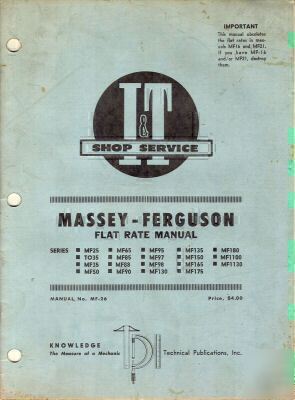 IMPORTANT
This manual obsoletes
the flat rates in man-
uals MF16 and MF21.
If you have MF-16
and/or MF21, destroy
them.
I&T
SHOP SERVICE
MASSEY-FERGUSON
FLAT RATE MANUAL
SERIES ■ MF25 ■ MF65 ■ MF95 ■ MF135 ■ MF180
■ TO35 ■ MF85 ■ MF97 ■ MF150 ■ MF1100
■ MF35 ■ MF88 ■ MF98 ■ MF165 ■ MF1130
■ MF50 ■ MF90 ■ MF130 ■ MF175
MANUAL No. MF-26 Price, $4.00
KNOWLEDGE
The Measure of a Mechanic
Technical Publications, Inc.